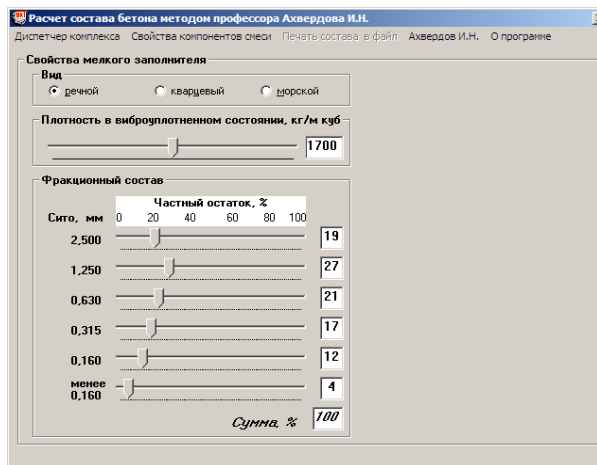 Расчет состава бетона методом профессора Ахвердова И.Н.
Диспетчер комплекса Свойства компонентов смеси Печать состава в файл Ахвердов И.Н. О программе
Свойства мелкого заполнителя
Вид
речной кварцевый морской
Плотность в виброуплотненном состоянии, кг/м куб
1700
Фракционный состав
Частный остаток, %
Сито, мм 0 20 40 60 80 100
2,500 19
1,250 27
0,630 21
0,315 17
0,160 12
менее
0,160 4
Сумма, % 100